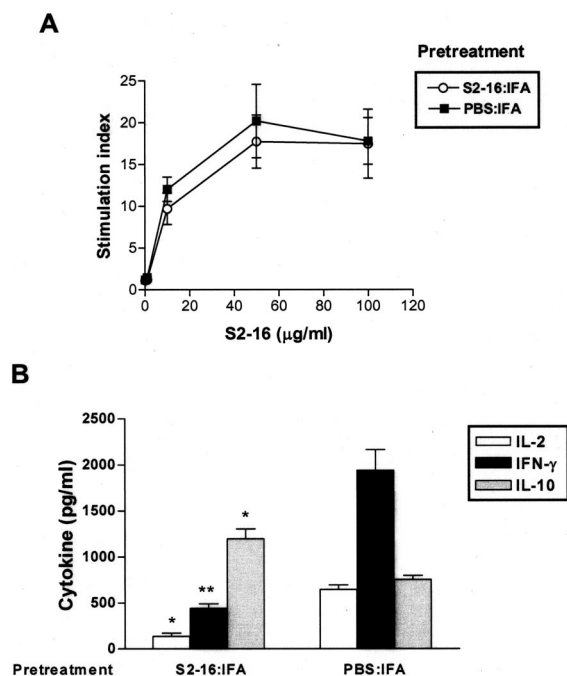 A
Pretreatment
S2-16:IFA
PBS:IFA
25
20
15
10
5
0
Stimulation index
0 20 40 60 80 100 120
S2-16 (µg/ml)
B
2500
2000
1500
1000
500
0
Cytokine (pg/ml)
IL-2
IFN-γ
IL-10
* ** *
Pretreatment S2-16:IFA PBS:IFA